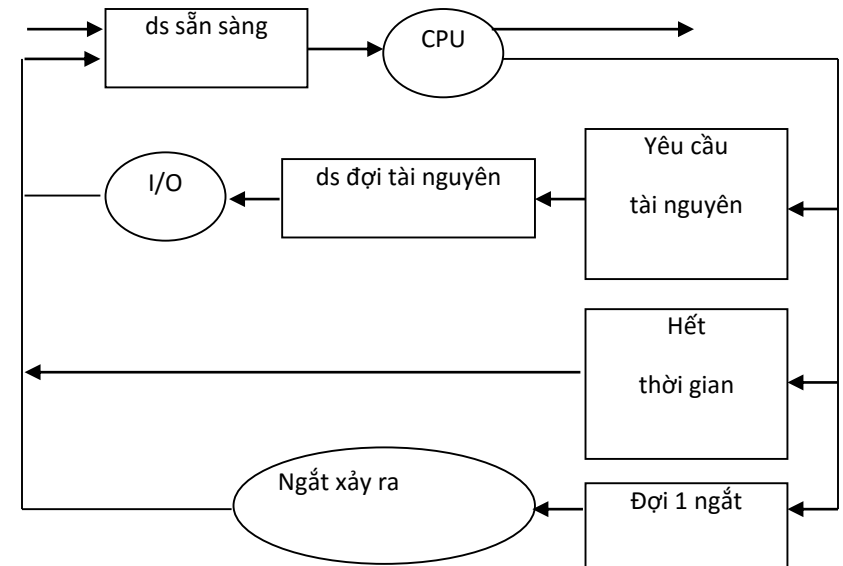 ds sẵn sàng
CPU
I/O
ds đợi tài nguyên
Yêu cầu
tài nguyên
Hết
thời gian
Ngắt xảy ra
Đợi 1 ngắt